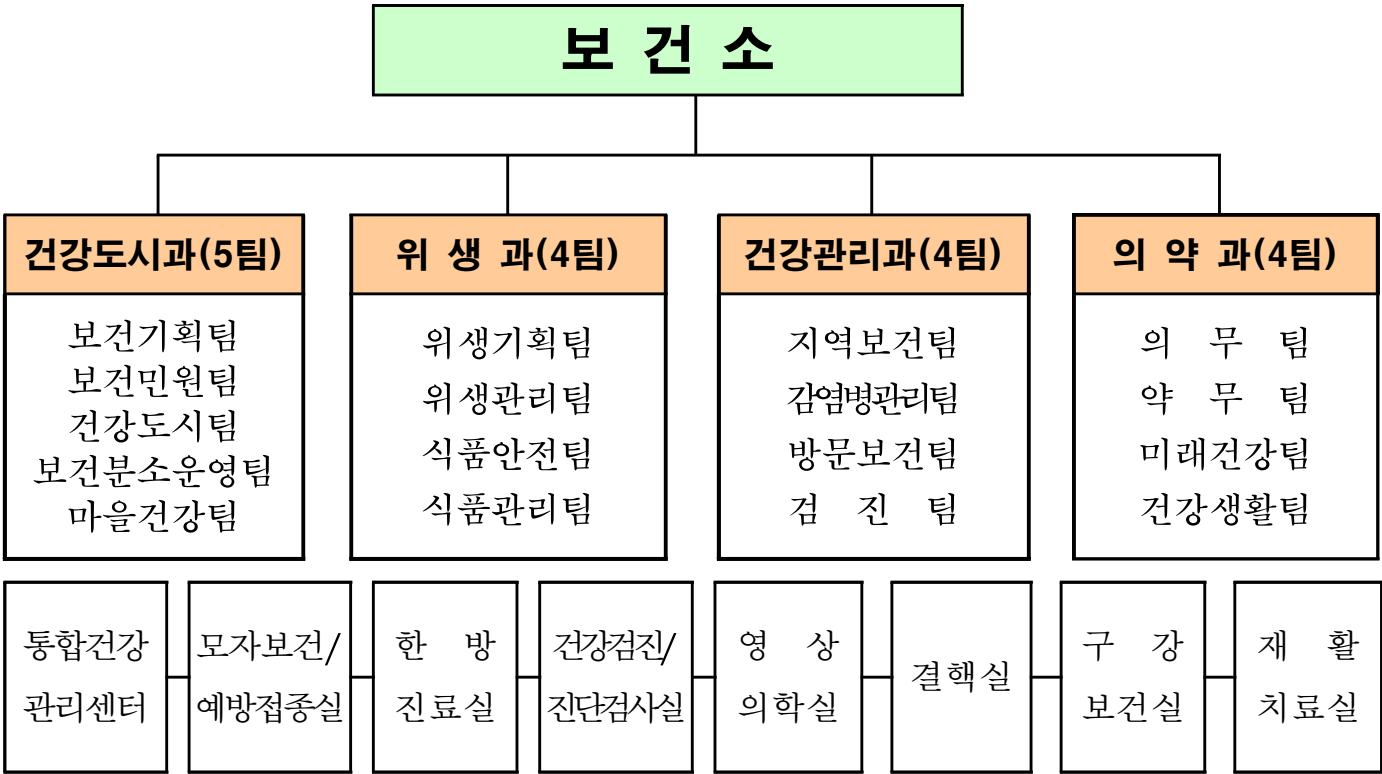 보 건 소
건강도시과(5팀)
보건기획팀
보건민원팀
건강도시팀
보건분소운영팀
마을건강팀
위 생 과(4팀)
위생기획팀
위생관리팀
식품안전팀
식품관리팀
건강관리과(4팀)
지역보건팀
감염병관리팀
방문보건팀
검 진 팀
의 약 과(4팀)
의 무 팀
약 무 팀
미래건강팀
건강생활팀
통합건강
관리센터
모자보건/
예방접종실
한 방
진료실
건강검진/
진단검사실
영 상
의학실
결핵실
구 강
보건실
재 활
치료실